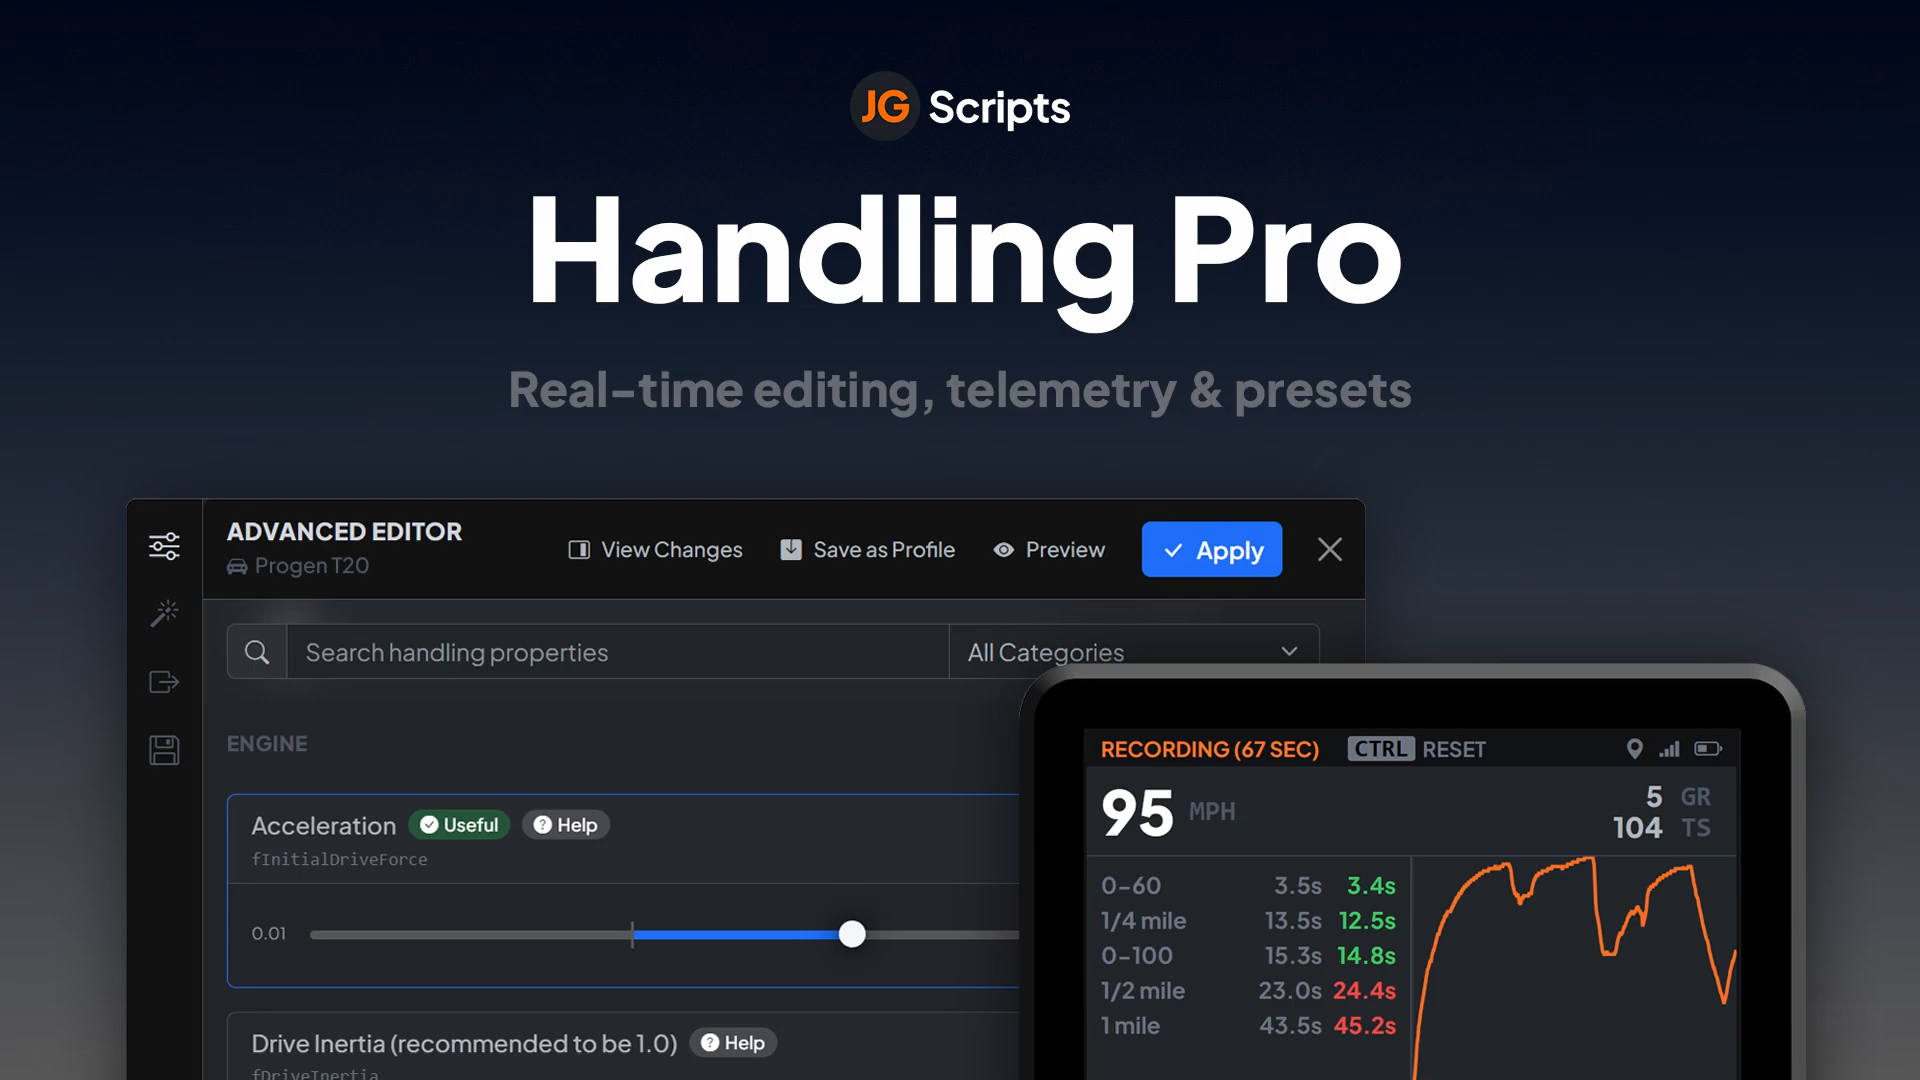 JG Scripts
Handling Pro
Real-time editing, telemetry & presets
ADVANCED EDITOR
Progen T20
View Changes
Save as Profile
Preview
Apply
Search handling properties
All Categories
ENGINE
Acceleration
Useful
Help
fInitialDriveForce
0.01
Drive Inertia (recommended to be 1.0)
Help
fDriveInertia
RECORDING (67 SEC) CTRL RESET
95 MPH
5 GR
104 TS
0-60 3.5s 3.4s
1/4 mile 13.5s 12.5s
0-100 15.3s 14.8s
1/2 mile 23.0s 24.4s
1 mile 43.5s 45.2s